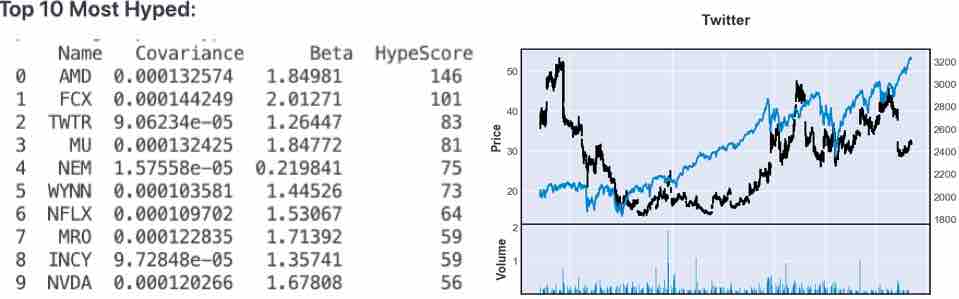 Top 10 Most Hyped:
Name Covariance Beta HypeScore
0 AMD 0.000132574 1.84981 146
1 FCX 0.000144249 2.01271 101
2 TWTR 9.06234e-05 1.26447 83
3 MU 0.000132425 1.84772 81
4 NEM 1.57558e-05 0.219841 75
5 WYNN 0.000103581 1.44526 73
6 NFLX 0.000109702 1.53067 64
7 MRO 0.000122835 1.71392 59
8 INCY 9.72848e-05 1.35741 59
9 NVDA 0.000120266 1.67808 56
Twitter
Price
50
40
30
20
3200
3000
2800
2600
2400
2200
2000
1800
Volume
2
1